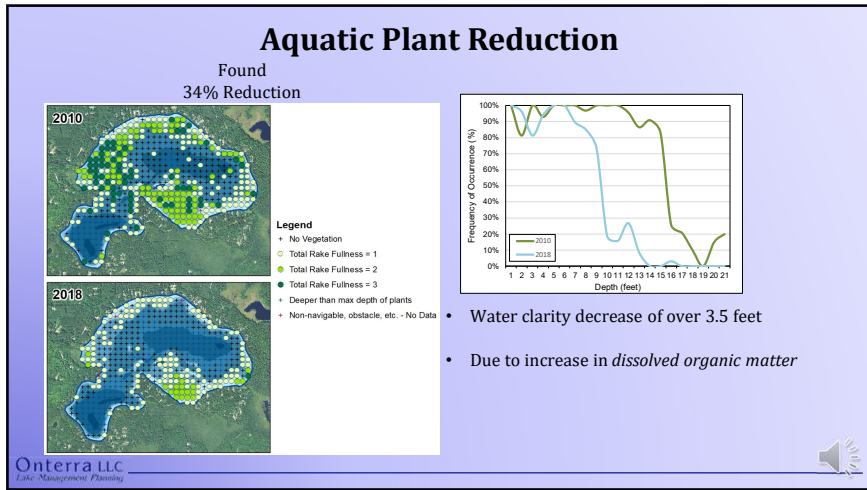 Aquatic Plant Reduction
Found
34% Reduction
2010
2018
Legend
No Vegetation
Total Rake Fullness = 1
Total Rake Fullness = 2
Total Rake Fullness = 3
Deeper than max depth of plants
Non-navigable, obstacle, etc. - No Data
Frequency of Occurrence (%)
100%
90%
80%
70%
60%
50%
40%
30%
20%
10%
0%
2010
2018
1 2 3 4 5 6 7 8 9 10 11 12 13 14 15 16 17 18 19 20 21
Depth (feet)
• Water clarity decrease of over 3.5 feet
• Due to increase in dissolved organic matter
Onterra LLC
Lake Management Planning